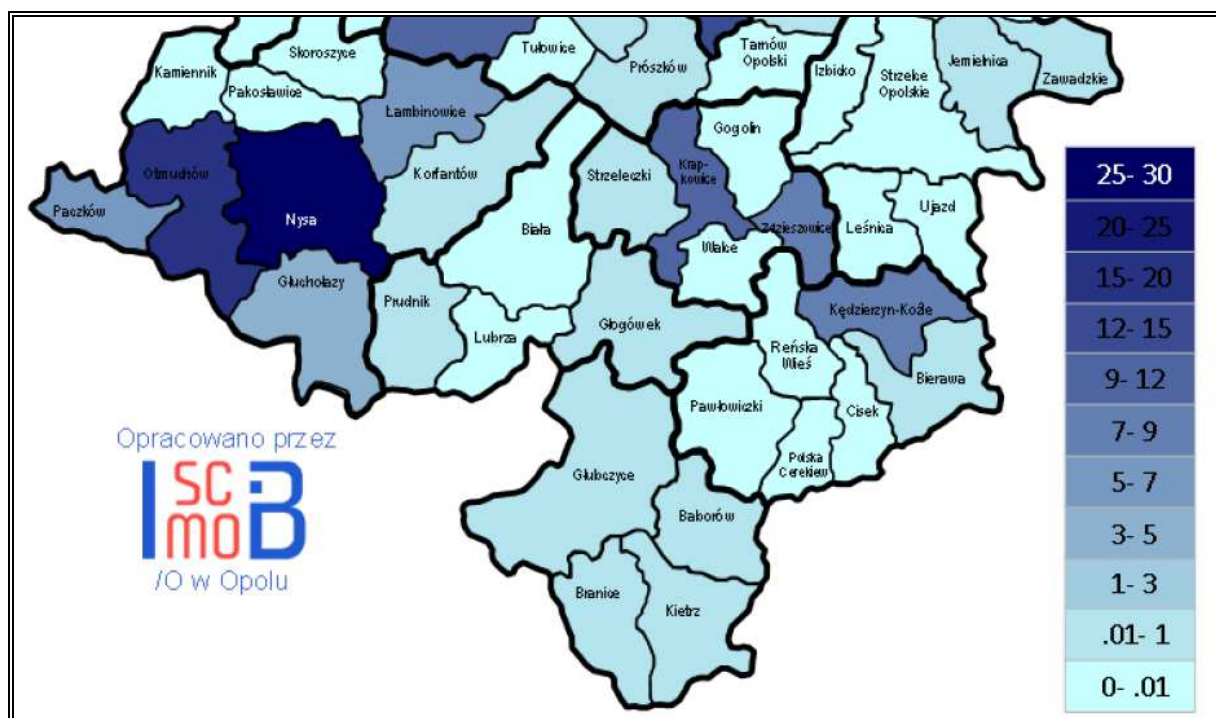 Skoroszyce
Tułowice
Prószków
Tarnów
Opolski
Izbicko
Strzelce
Opolskie
Jemielnica
Zawadzkie
Kamiennik
Pakosławice
Łambinowice
Gogolin
Otmuchów
Korfantów
Strzeleczki
Krap-
kowice
Paczków
Nysa
Biała
Zdzieszowice
Leśnica
Ujazd
Walce
Głuchołazy
Prudnik
Lubrza
Głogówek
Kędzierzyn-Koźle
Reńska
Wieś
Bierawa
Pawłowiczki
Cisek
Polska
Cerekiew
Głubczyce
Baborów
Branice
Kietrz
Opracowano przez
ISCMOB
/O w Opolu
25- 30
20- 25
15- 20
12- 15
9- 12
7- 9
5- 7
3- 5
1- 3
.01- 1
0- .01